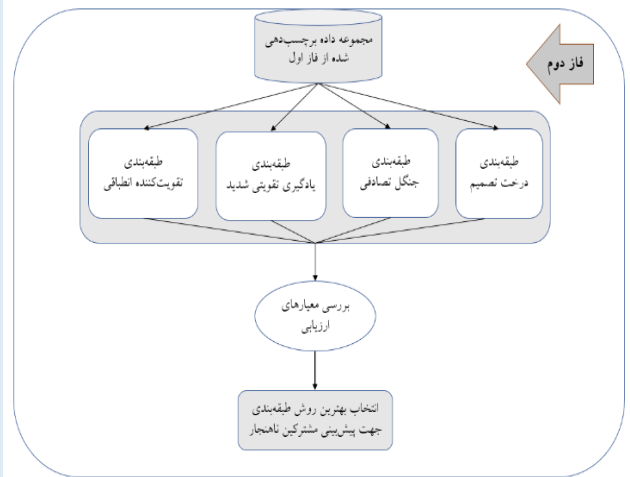 مجموعه داده برچسب‌دهی
شده از فاز اول
فاز دوم
طبقه‌بندی
درخت تصمیم
طبقه‌بندی
جنگل تصادفی
طبقه‌بندی
یادگیری تقویتی شدید
طبقه‌بندی
تقویت‌کننده انطباقی
بررسی معیارهای
ارزیابی
انتخاب بهترین روش طبقه‌بندی
جهت پیش‌بینی مشترکین ناهنجار